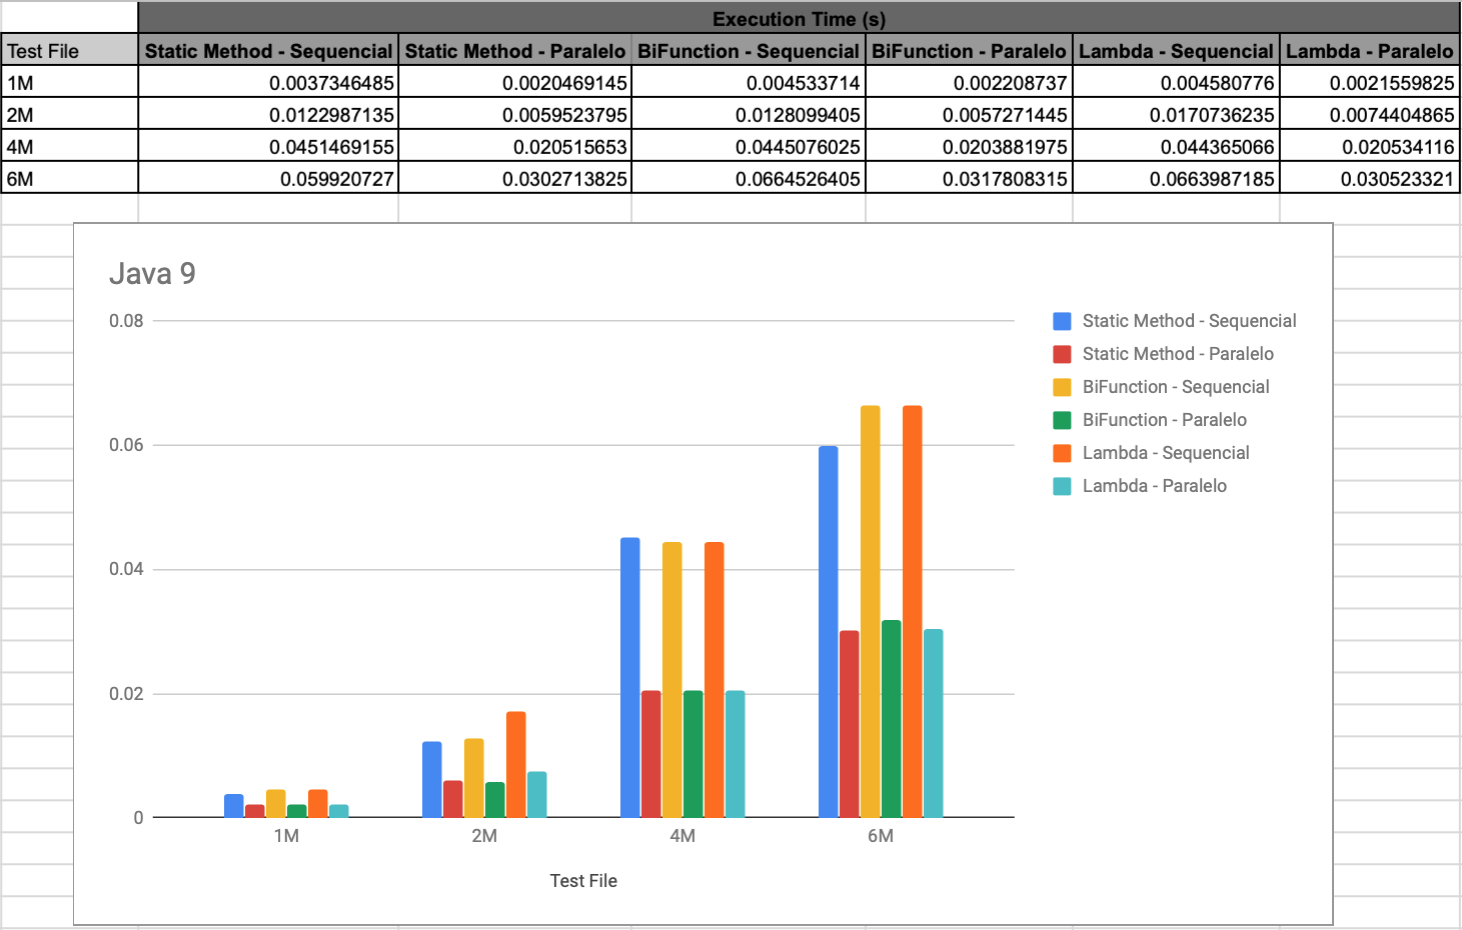 Execution Time (s)
Test File Static Method - Sequencial Static Method - Paralelo BiFunction - Sequencial BiFunction - Paralelo Lambda - Sequencial Lambda - Paralelo
1M 0.0037346485 0.0020469145 0.004533714 0.002208737 0.004580776 0.0021559825
2M 0.0122987135 0.0059523795 0.0128099405 0.0057271445 0.0170736235 0.0074404865
4M 0.0451469155 0.020515653 0.0445076025 0.0203881975 0.044365066 0.020534116
6M 0.059920727 0.0302713825 0.0664526405 0.0317808315 0.0663987185 0.030523321
Java 9
0.08
0.06
0.04
0.02
0
1M 2M 4M 6M
Test File
Static Method - Sequencial
Static Method - Paralelo
BiFunction - Sequencial
BiFunction - Paralelo
Lambda - Sequencial
Lambda - Paralelo